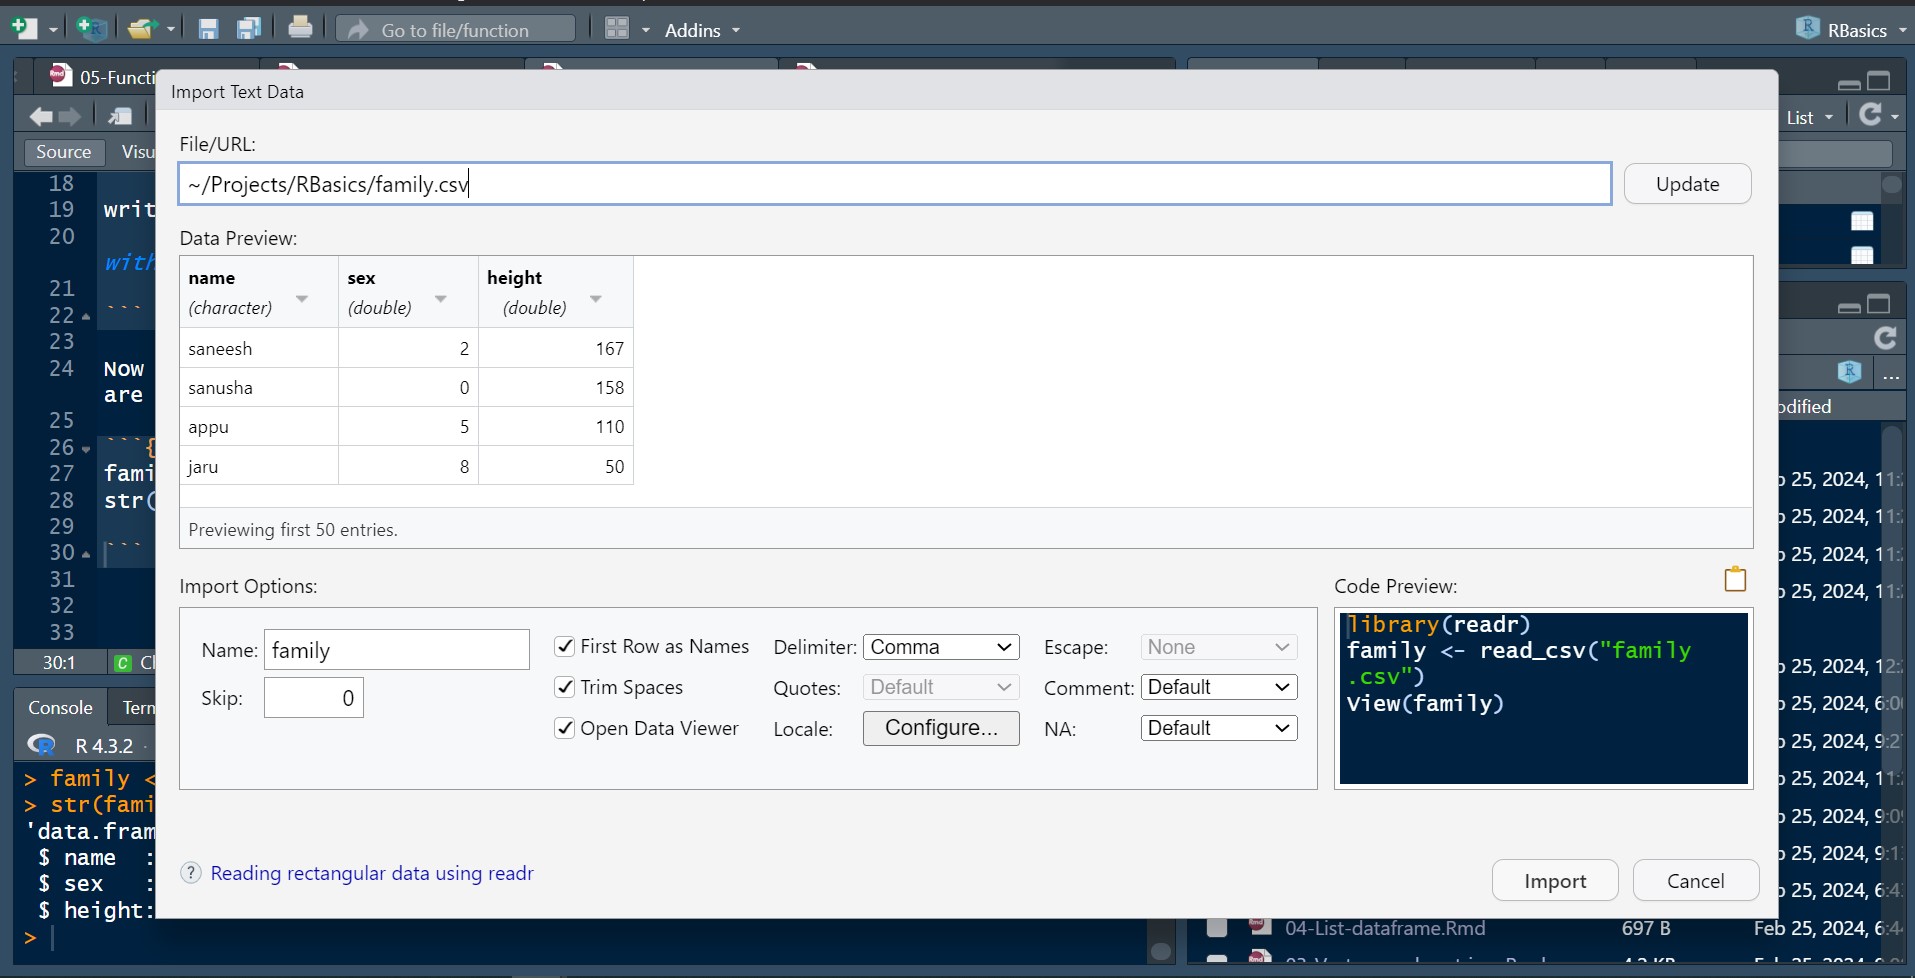 Go to file/function
Addins
RBasics
05-Functi
Import Text Data
File/URL:
~/Projects/RBasics/family.csv
Update
List
Source
Visu
Data Preview:
name
(character)
sex
(double)
height
(double)
saneesh 2 167
sanusha 0 158
appu 5 110
jaru 8 50
Previewing first 50 entries.
18
19 writ
20
with
21
22 ```
23
24 Now
are
25
26 ```{
27 fami
28 str(
29
30 ```
31
32
33
30:1
Import Options:
Name: family
Skip: 0
First Row as Names
Trim Spaces
Open Data Viewer
Delimiter: Comma
Quotes: Default
Locale: Configure...
Escape: None
Comment: Default
NA: Default
Code Preview:
library(readr)
family <- read_csv("family
.csv")
View(family)
Console
Tern
R 4.3.2
> family <
> str(fami
'data.fram
$ name :
$ sex :
$ height:
>
? Reading rectangular data using readr
Import
Cancel
odified
25, 2024, 11:
25, 2024, 11:
25, 2024, 11:
25, 2024, 11:
25, 2024, 12:
25, 2024, 6:0
25, 2024, 9:2
25, 2024, 11:
25, 2024, 9:0
25, 2024, 9:1
25, 2024, 6:4
04-List-dataframe.Rmd 697 B Feb 25, 2024, 6:4